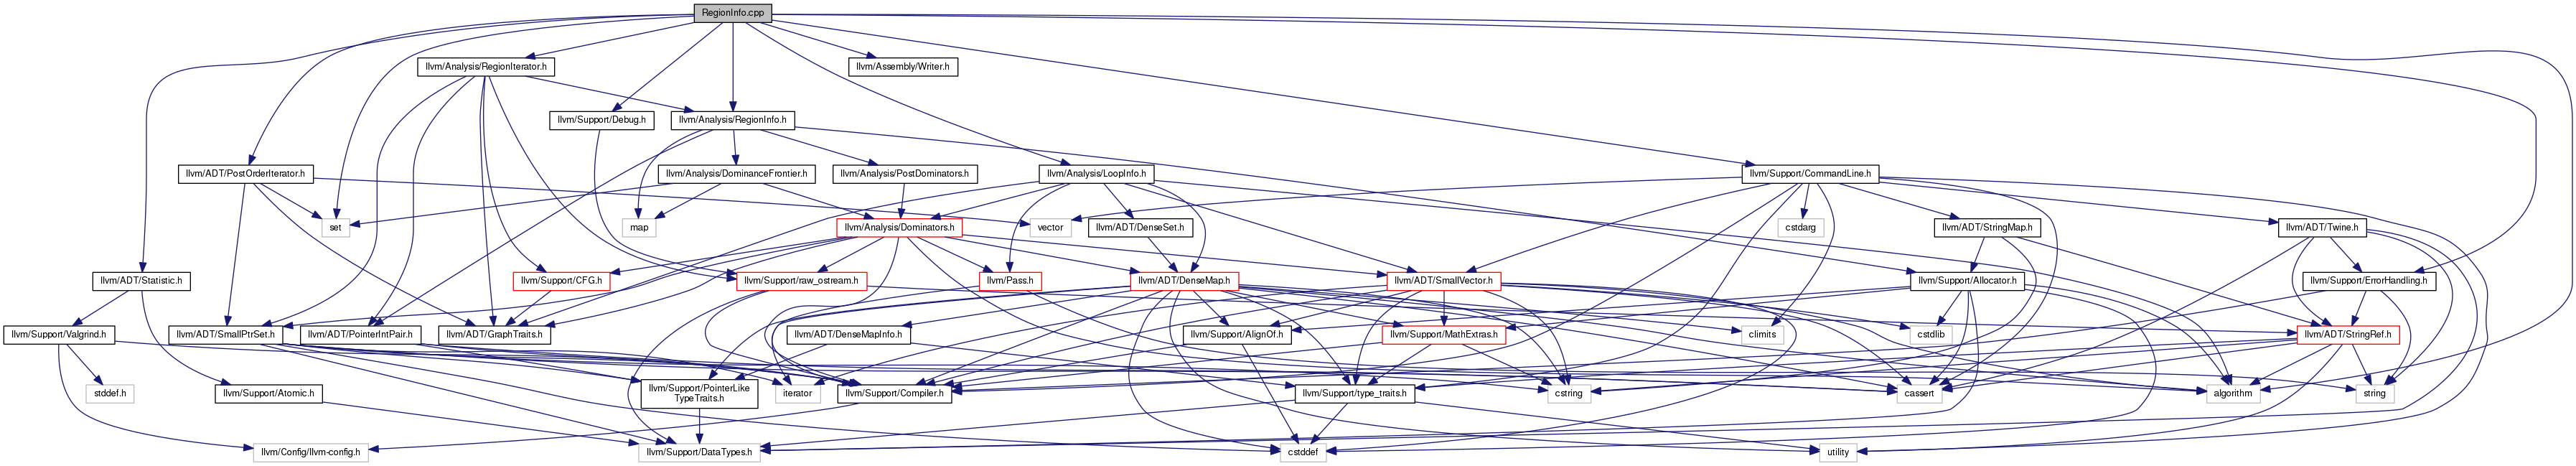 RegionInfo.cpp
llvm/Analysis/RegionIterator.h
llvm/Assembly/Writer.h
llvm/Support/Debug.h
llvm/Analysis/RegionInfo.h
llvm/ADT/PostOrderIterator.h
llvm/Analysis/DominanceFrontier.h
llvm/Analysis/PostDominators.h
llvm/Analysis/LoopInfo.h
llvm/Support/CommandLine.h
set
map
llvm/Analysis/Dominators.h
vector
llvm/ADT/DenseSet.h
cstdarg
llvm/ADT/StringMap.h
llvm/ADT/Twine.h
llvm/ADT/Statistic.h
llvm/Support/CFG.h
llvm/Support/raw_ostream.h
llvm/Pass.h
llvm/ADT/DenseMap.h
llvm/ADT/SmallVector.h
llvm/Support/Allocator.h
llvm/Support/ErrorHandling.h
llvm/Support/Valgrind.h
llvm/ADT/SmallPtrSet.h
llvm/ADT/PointerIntPair.h
llvm/ADT/GraphTraits.h
llvm/ADT/DenseMapInfo.h
llvm/Support/AlignOf.h
llvm/Support/MathExtras.h
climits
cstdlib
llvm/ADT/StringRef.h
stddef.h
llvm/Support/Atomic.h
llvm/Support/PointerLike
TypeTraits.h
iterator
llvm/Support/Compiler.h
llvm/Support/type_traits.h
cstring
cassert
algorithm
string
llvm/Config/llvm-config.h
llvm/Support/DataTypes.h
cstddef
utility